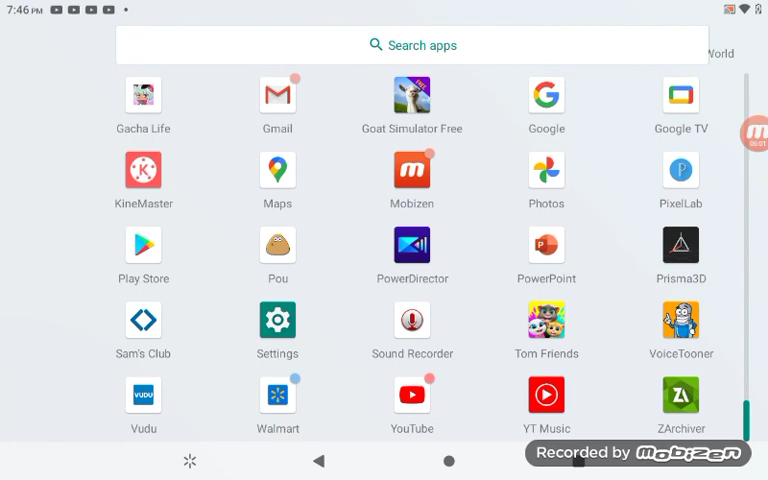 7:46 PM
Search apps
World
Gacha Life
Gmail
Goat Simulator Free
Google
Google TV
KineMaster
Maps
Mobizen
Photos
PixelLab
Play Store
Pou
PowerDirector
PowerPoint
Prisma3D
Sam's Club
Settings
Sound Recorder
Tom Friends
VoiceTooner
Vudu
Walmart
YouTube
YT Music
ZArchiver
Recorded by mobizen